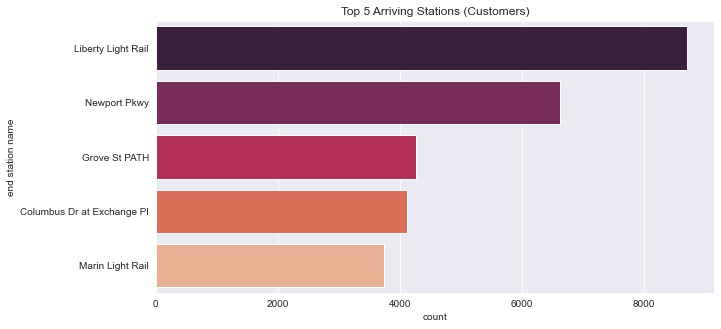 Top 5 Arriving Stations (Customers)
end station name
Liberty Light Rail
Newport Pkwy
Grove St PATH
Columbus Dr at Exchange Pl
Marin Light Rail
0 2000 4000 6000 8000
count